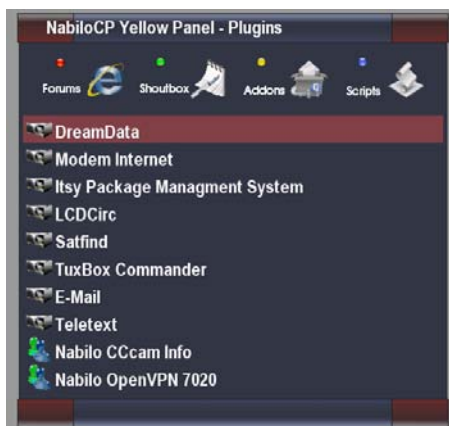 NabiloCP Yellow Panel - Plugins
Forums Shoutbox Addons Scripts
DreamData
Modem Internet
Itsy Package Managment System
LCDCirc
Satfind
TuxBox Commander
E-Mail
Teletext
Nabilo CCcam Info
Nabilo OpenVPN 7020